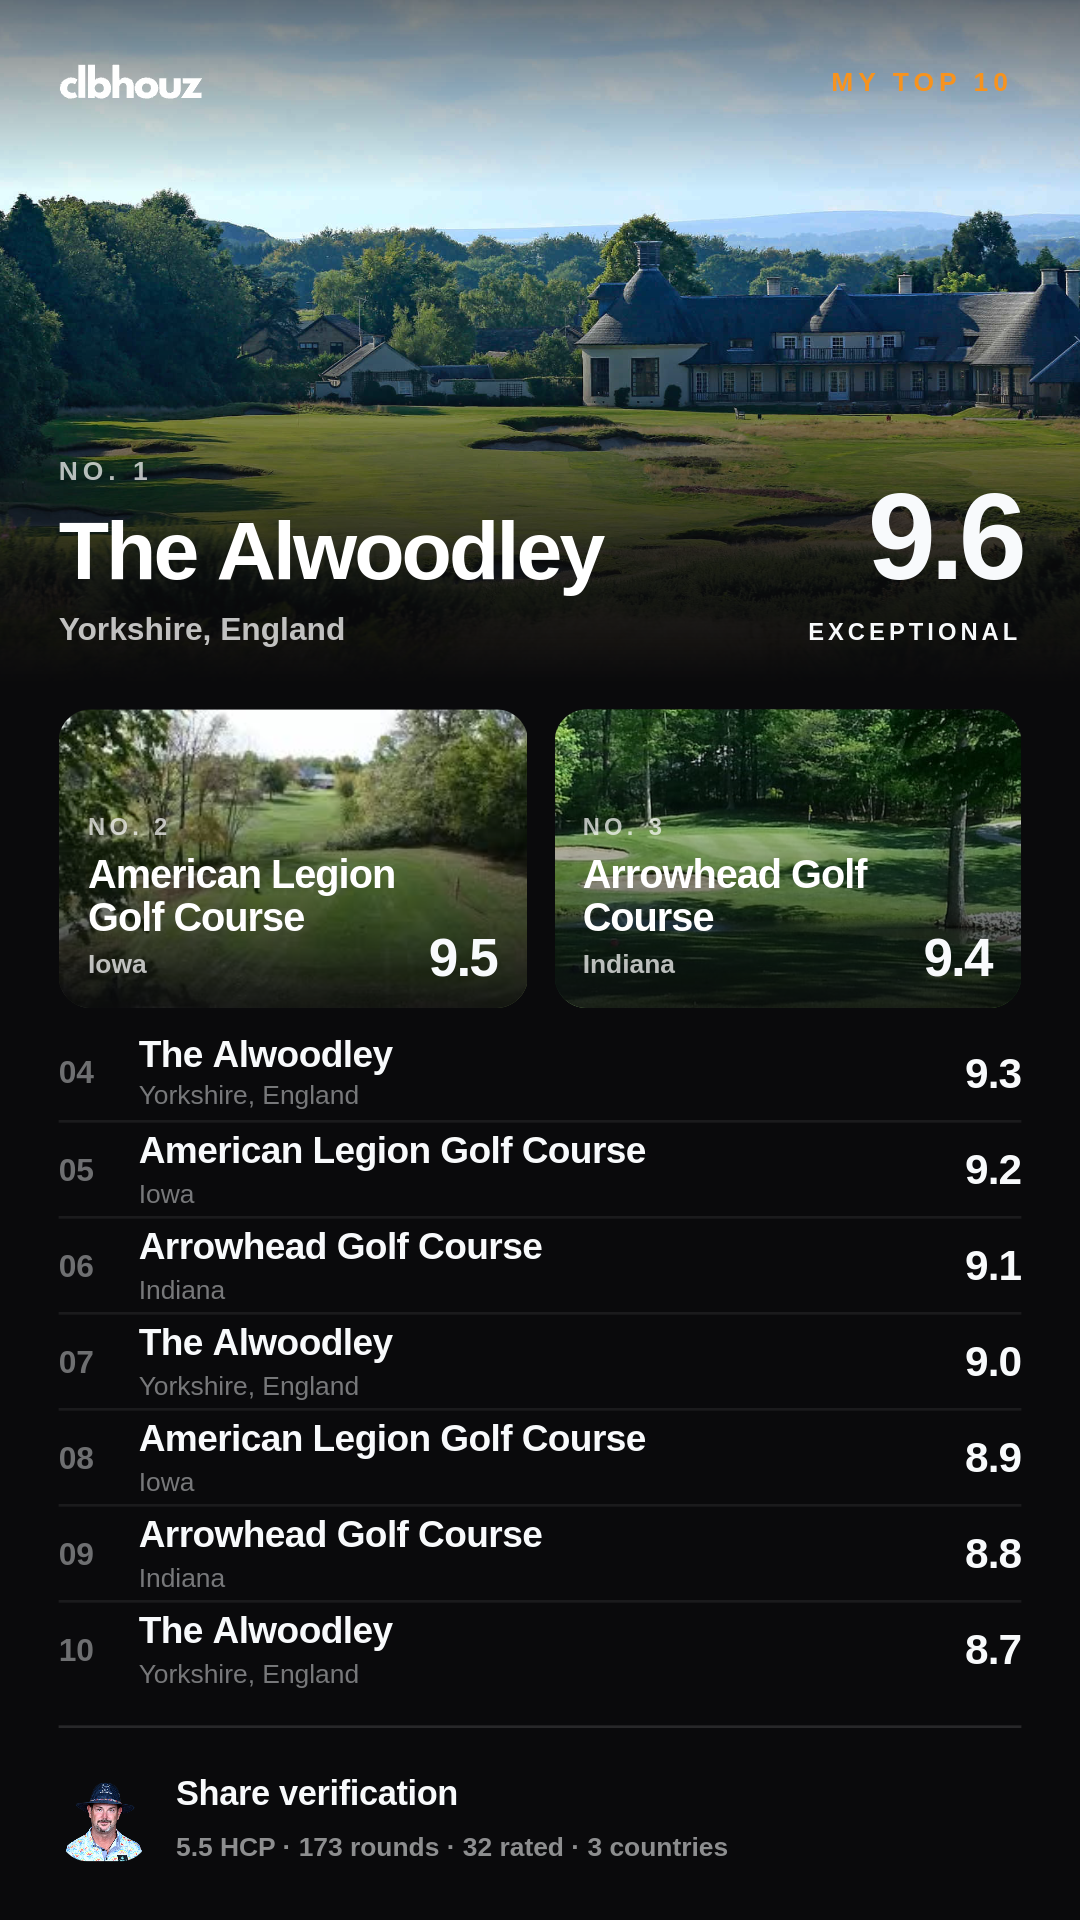 clbhouz
MY TOP 10
NO. 1
The Alwoodley
9.6
Yorkshire, England
EXCEPTIONAL
NO. 2
American Legion
Golf Course
Iowa
9.5
NO. 3
Arrowhead Golf
Course
Indiana
9.4
04
The Alwoodley
Yorkshire, England
9.3
05
American Legion Golf Course
Iowa
9.2
06
Arrowhead Golf Course
Indiana
9.1
07
The Alwoodley
Yorkshire, England
9.0
08
American Legion Golf Course
Iowa
8.9
09
Arrowhead Golf Course
Indiana
8.8
10
The Alwoodley
Yorkshire, England
8.7
Share verification
5.5 HCP · 173 rounds · 32 rated · 3 countries